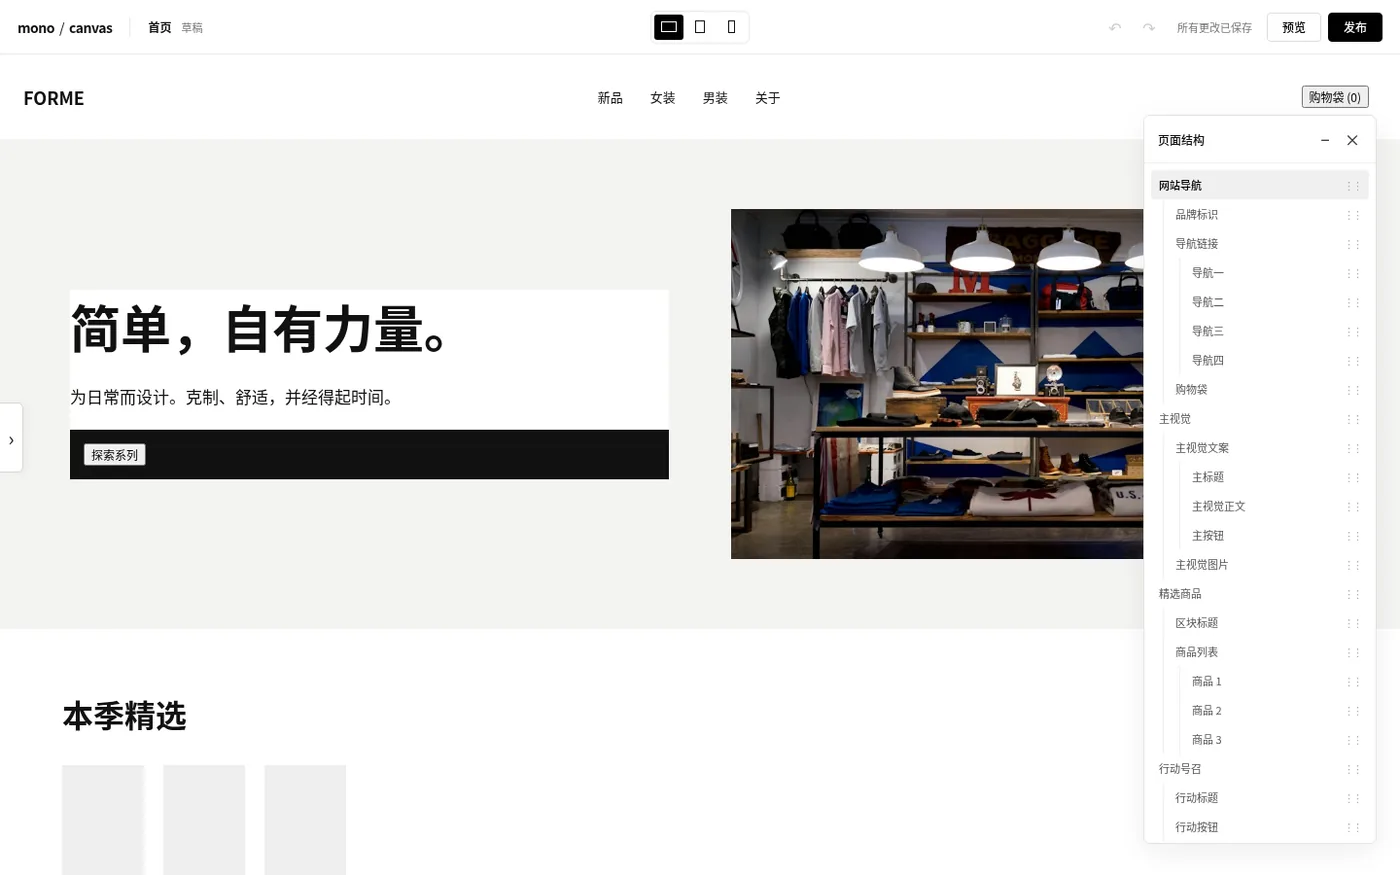 mono / canvas
首页 草稿
所有更改已保存
预览
发布
FORME
新品 女装 男装 关于
购物袋 (0)
简单，自有力量。
为日常而设计。克制、舒适，并经得起时间。
探索系列
U.S.
本季精选
页面结构
网站导航
品牌标识
导航链接
导航一
导航二
导航三
导航四
购物袋
主视觉
主视觉文案
主标题
主视觉正文
主按钮
主视觉图片
精选商品
区块标题
商品列表
商品 1
商品 2
商品 3
行动号召
行动标题
行动按钮